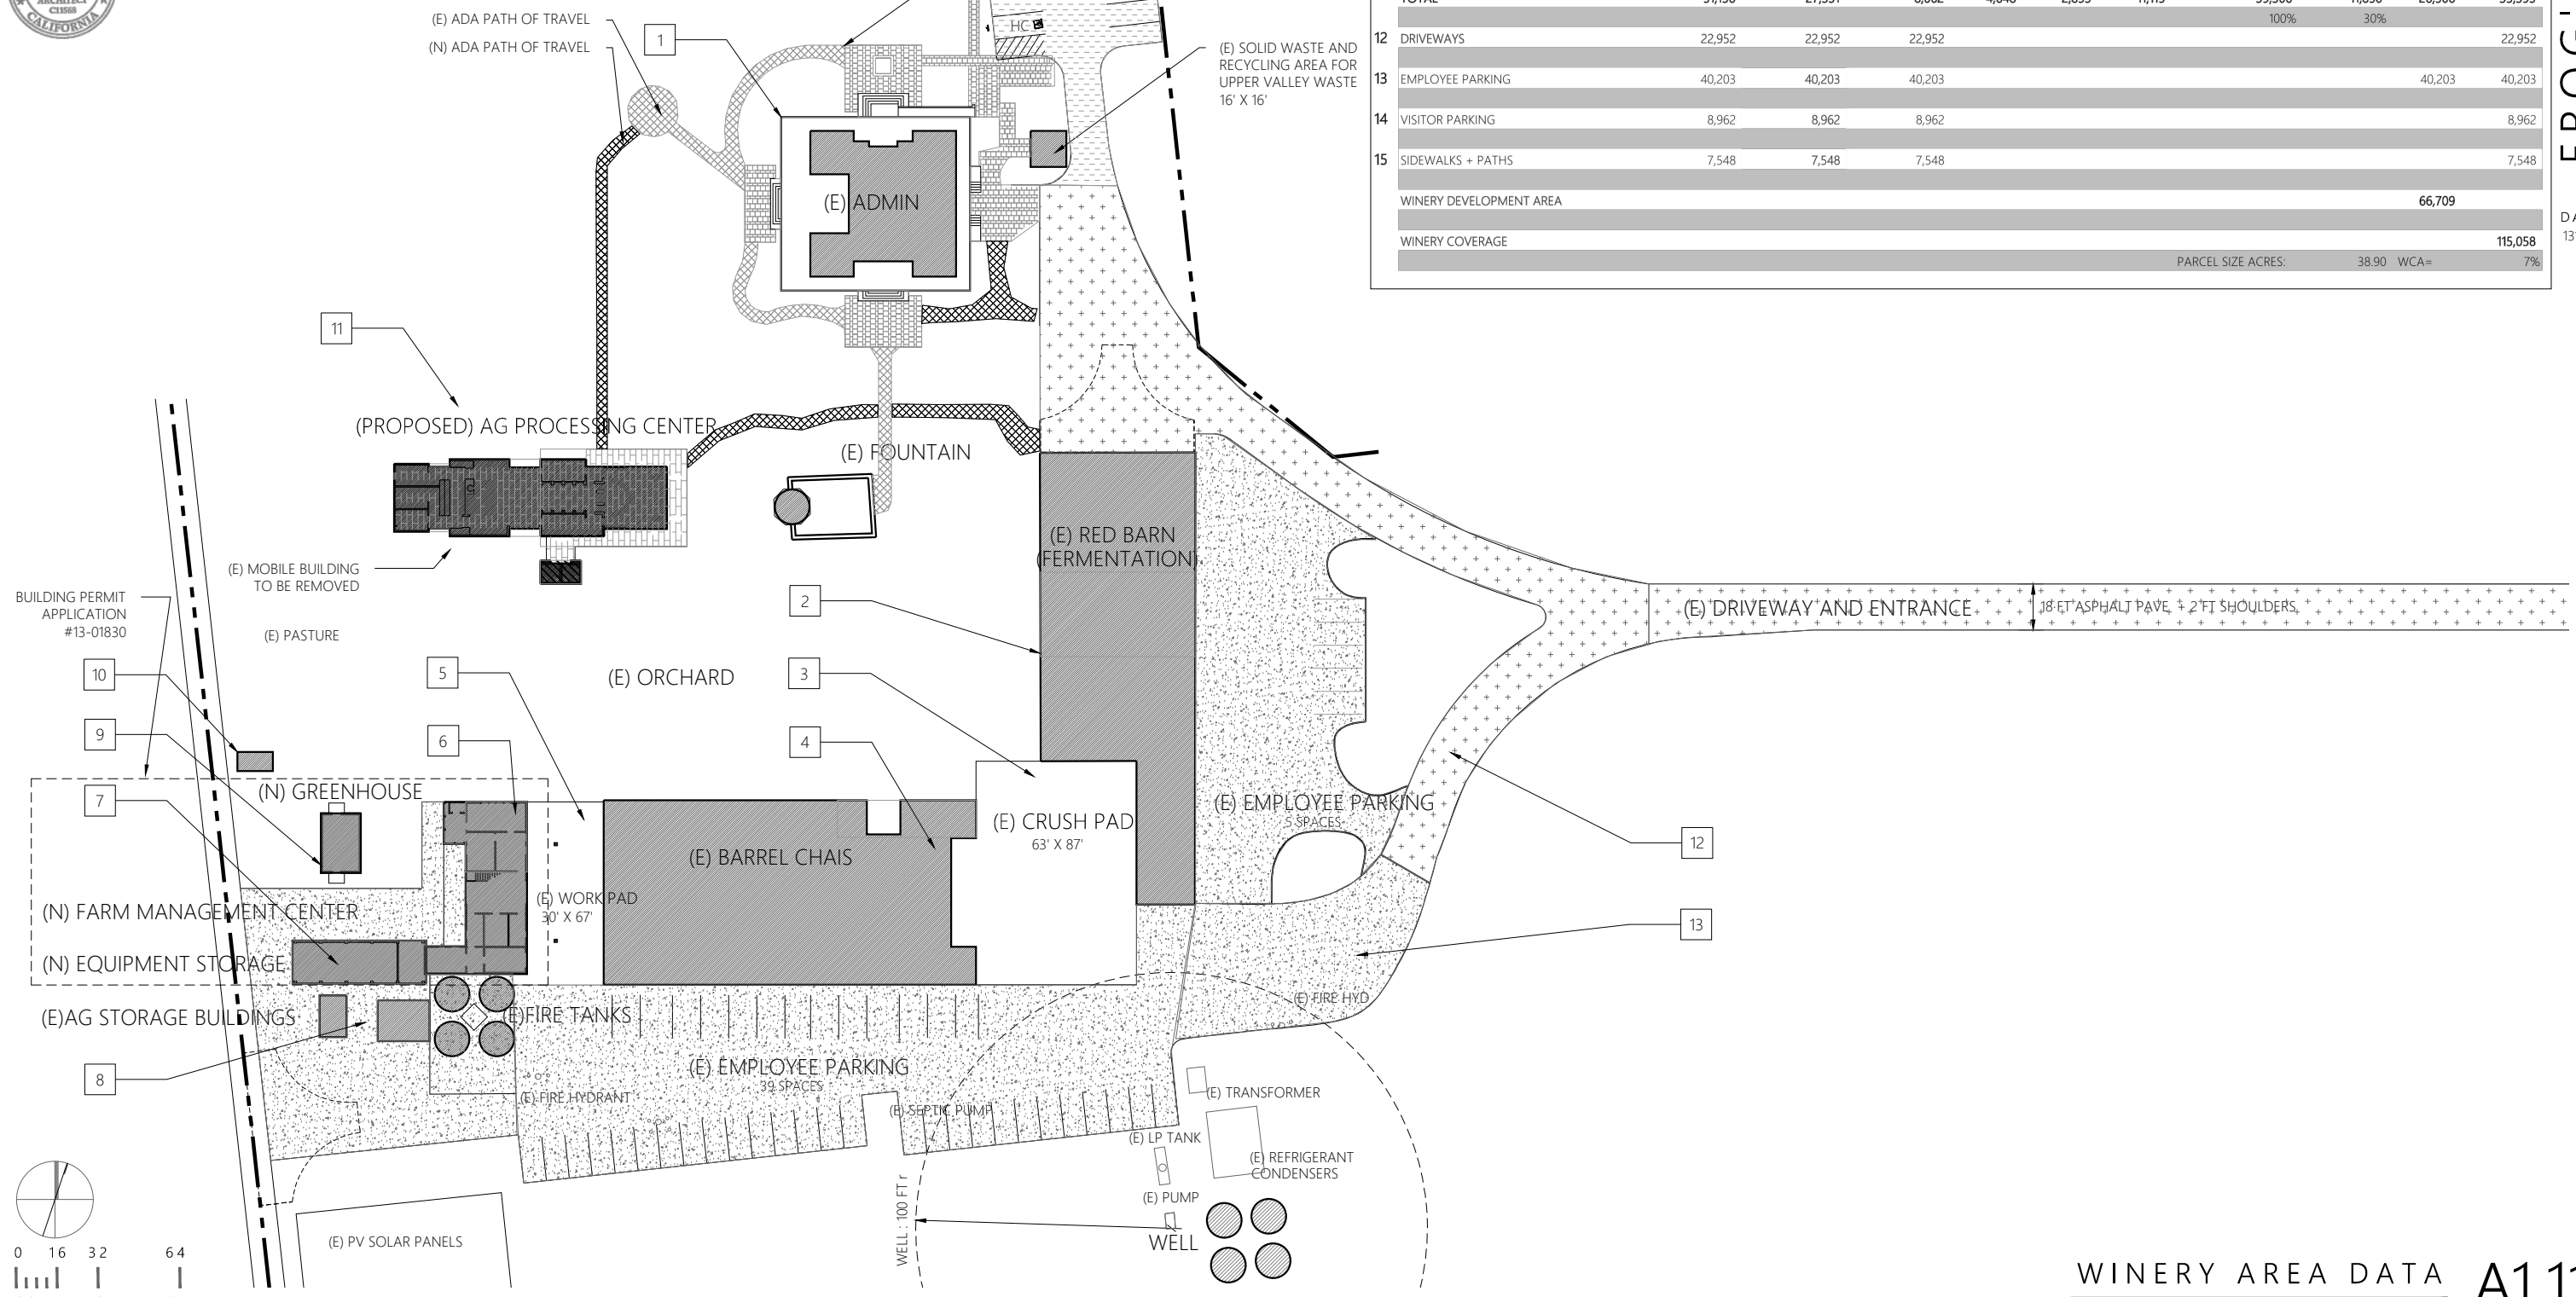 ARCHITECT
C11568
CALIFORNIA
(E) ADA PATH OF TRAVEL
(N) ADA PATH OF TRAVEL
1
HC
(E) SOLID WASTE AND
RECYCLING AREA FOR
UPPER VALLEY WASTE
16' X 16'
100% 30%
12 DRIVEWAYS 22,952 22,952 22,952 22,952
13 EMPLOYEE PARKING 40,203 40,203 40,203 40,203 40,203
14 VISITOR PARKING 8,962 8,962 8,962 8,962
15 SIDEWALKS + PATHS 7,548 7,548 7,548 7,548
WINERY DEVELOPMENT AREA 66,709
WINERY COVERAGE 115,058
PARCEL SIZE ACRES: 38.90 WCA= 7%
(E) ADMIN
11
(PROPOSED) AG PROCESSING CENTER
(E) FOUNTAIN
(E) RED BARN
(FERMENTATION)
(E) MOBILE BUILDING
TO BE REMOVED
BUILDING PERMIT
APPLICATION
#13-01830
(E) PASTURE
2
(E) DRIVEWAY AND ENTRANCE
18 FT ASPHALT PAVE. + 2 FT SHOULDERS
10
5
(E) ORCHARD
3
9
6
4
7
(N) GREENHOUSE
(E) CRUSH PAD
63' X 87'
(E) EMPLOYEE PARKING
5 SPACES
12
(E) BARREL CHAIS
(E) WORK PAD
30' X 67'
(N) FARM MANAGEMENT CENTER
13
(N) EQUIPMENT STORAGE
(E) FIRE HYD
(E)AG STORAGE BUILDINGS
(E)FIRE TANKS
8
(E) EMPLOYEE PARKING
39 SPACES
(E) FIRE HYDRANT
(E) SEPTIC PUMP
(E) TRANSFORMER
(E) LP TANK
(E) REFRIGERANT
CONDENSERS
(E) PUMP
WELL : 100 FT r
WELL
(E) PV SOLAR PANELS
0 16 32 64
WINERY AREA DATA